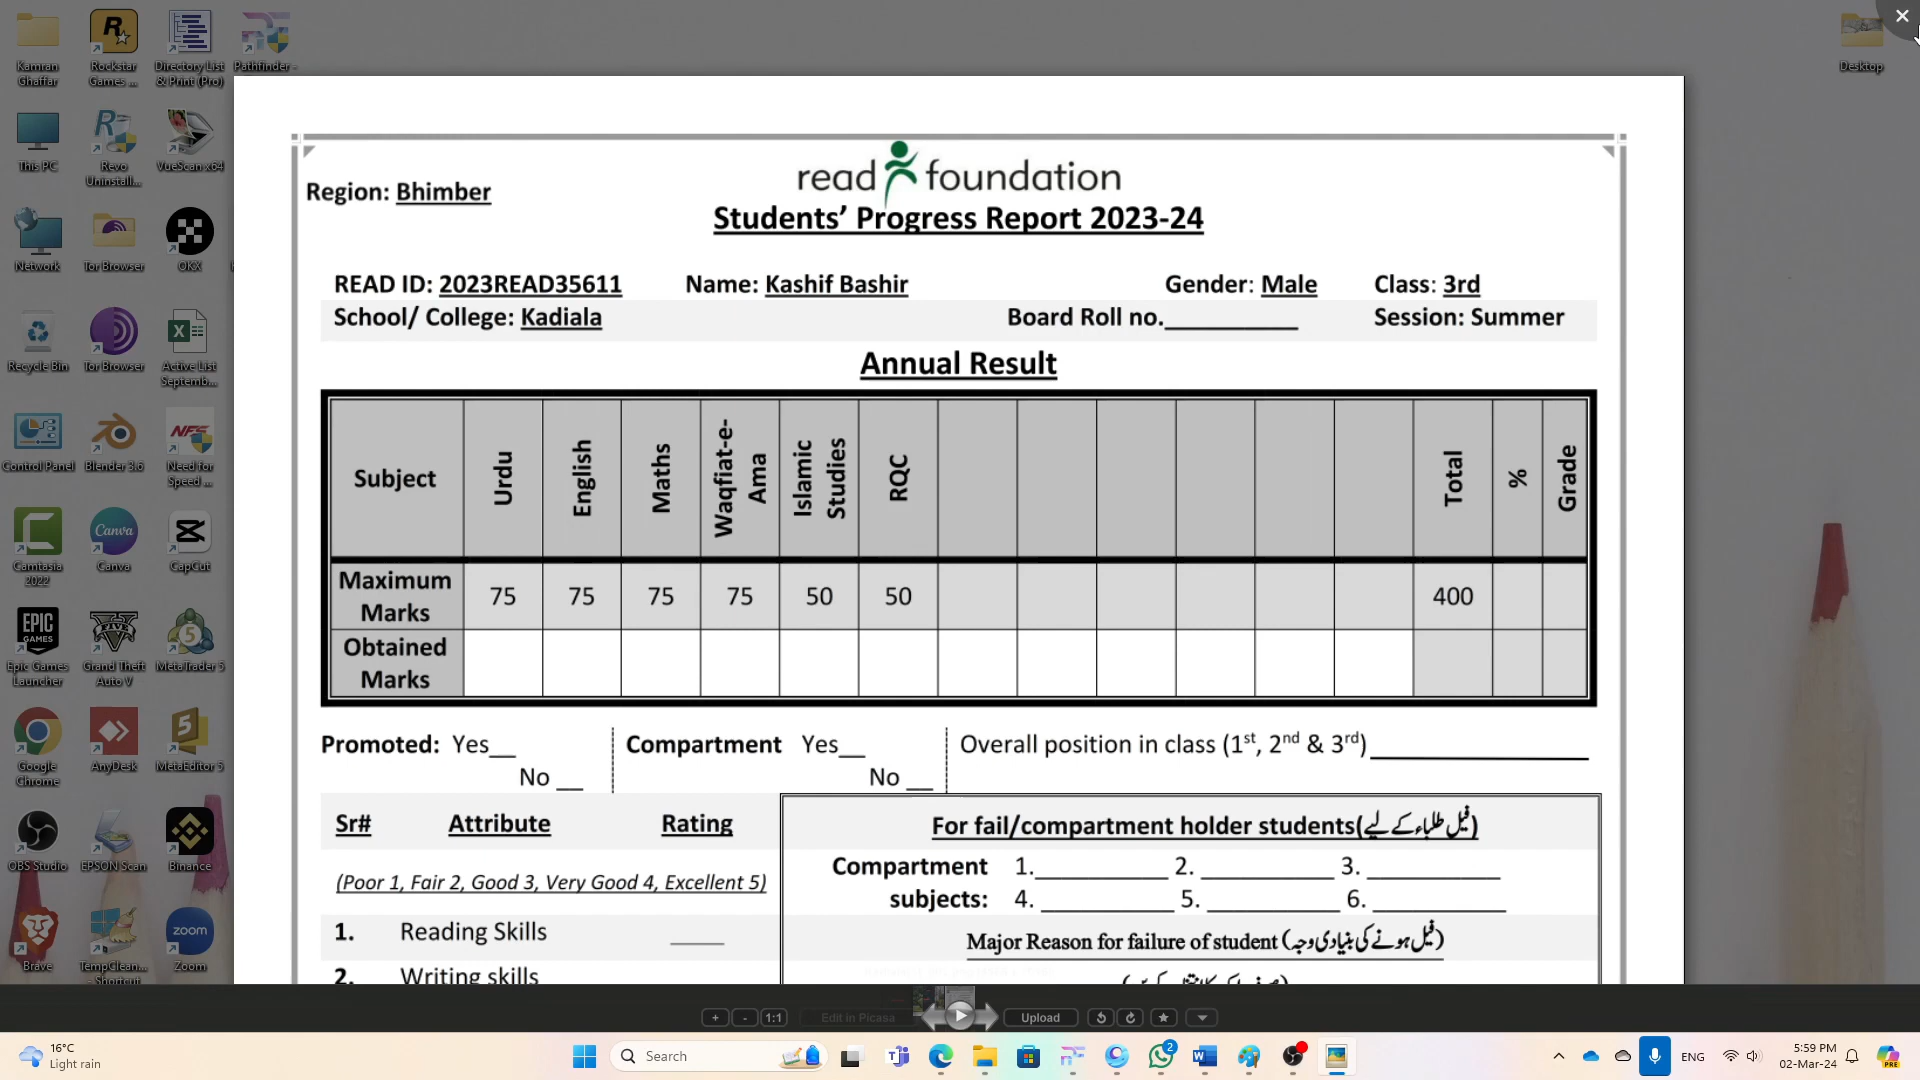 Kamran Ghaffar
Rockstar Games ...
Directory List & Print (Pro)
Pathfinder -
Desktop
This PC
Revo Uninstall...
VueScan x64
Network
Tor Browser
OKX
Recycle Bin
Tor Browser
Active List Septemb...
Control Panel
Blender 3.6
Need for Speed ...
Camtasia 2022
Canva
CapCut
Epic Games Launcher
Grand Theft Auto V
MetaTrader 5
Google Chrome
AnyDesk
MetaEditor 5
OBS Studio
EPSON Scan
Binance
Brave
TempClean... - Shortcut
Zoom
read foundation
Region: Bhimber
Students’ Progress Report 2023-24
READ ID: 2023READ35611 Name: Kashif Bashir Gender: Male Class: 3rd
School/ College: Kadiala Board Roll no.__________ Session: Summer
Annual Result
Subject Urdu English Maths Waqfiat-e-Ama Islamic Studies RQC Total % Grade
Maximum Marks 75 75 75 75 50 50 400
Obtained Marks
Promoted: Yes__ Compartment Yes__ Overall position in class (1st, 2nd & 3rd)________________
No __ No __
Sr# Attribute Rating
(Poor 1, Fair 2, Good 3, Very Good 4, Excellent 5)
1. Reading Skills ____
2. Writing skills
For fail/compartment holder students(فیل طلباء کے لیے)
Compartment 1.__________ 2. __________ 3. __________
subjects: 4. __________ 5. __________ 6. __________
Major Reason for failure of student (فیل ہونے کی بنیادی وجہ)
+ - 1:1 Edit in Picasa Upload
16°C
Light rain
Search
2
ENG
5:59 PM
02-Mar-24